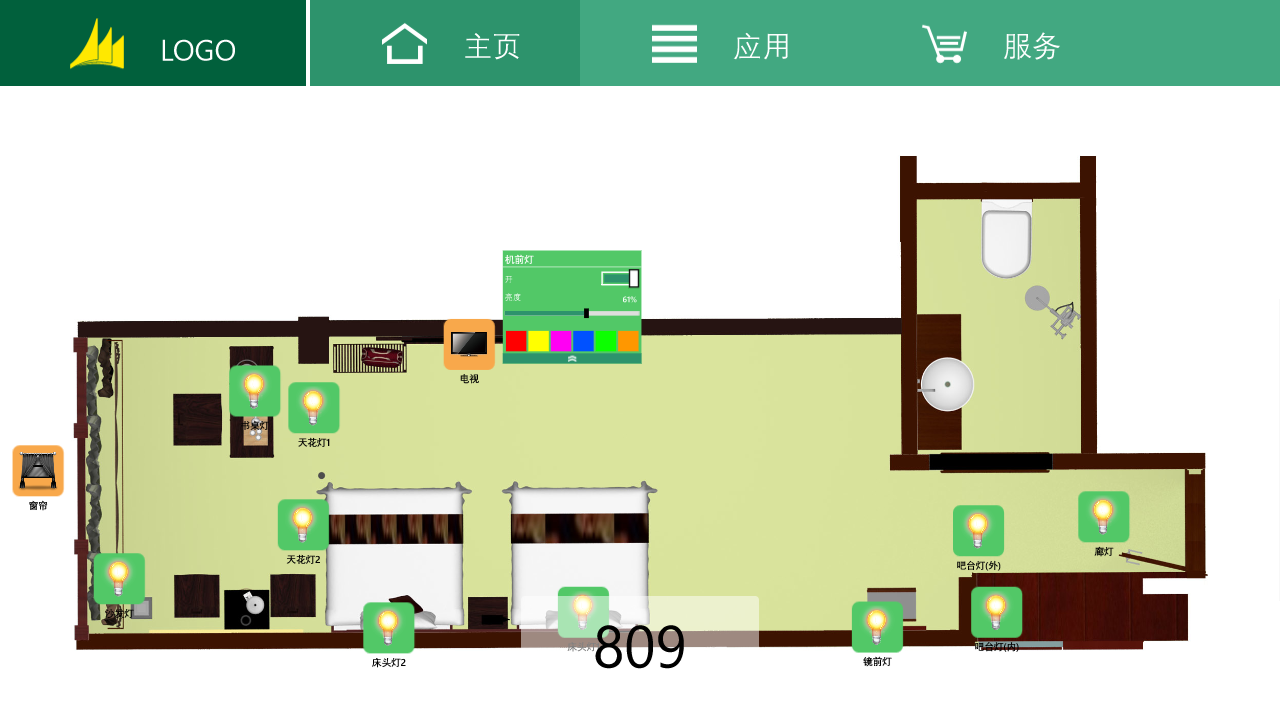 LOGO
主页
应用
服务
机前灯
开
亮度
61%
电视
书桌灯
天花灯1
窗帘
天花灯2
吧台灯(外)
廊灯
床头灯2
床头灯
809
镜前灯
吧台灯(内)